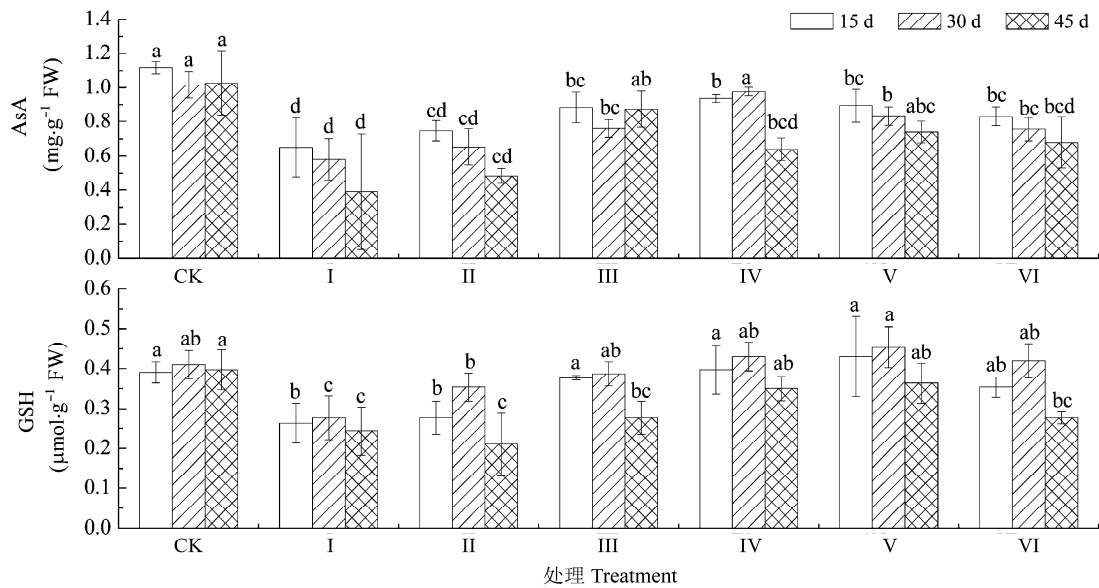 15 d 30 d 45 d
AsA
(mg·g⁻¹ FW)
1.4
1.2
1.0
0.8
0.6
0.4
0.2
0.0
a a a
d d d
cd cd cd
bc bc ab
b a bcd
bc b abc
bc bc bcd
CK I II III IV V VI
GSH
(μmol·g⁻¹ FW)
0.6
0.5
0.4
0.3
0.2
0.1
0.0
a ab a
b c c
b b c
a ab bc
a ab ab
a a ab
ab ab bc
CK I II III IV V VI
处理 Treatment